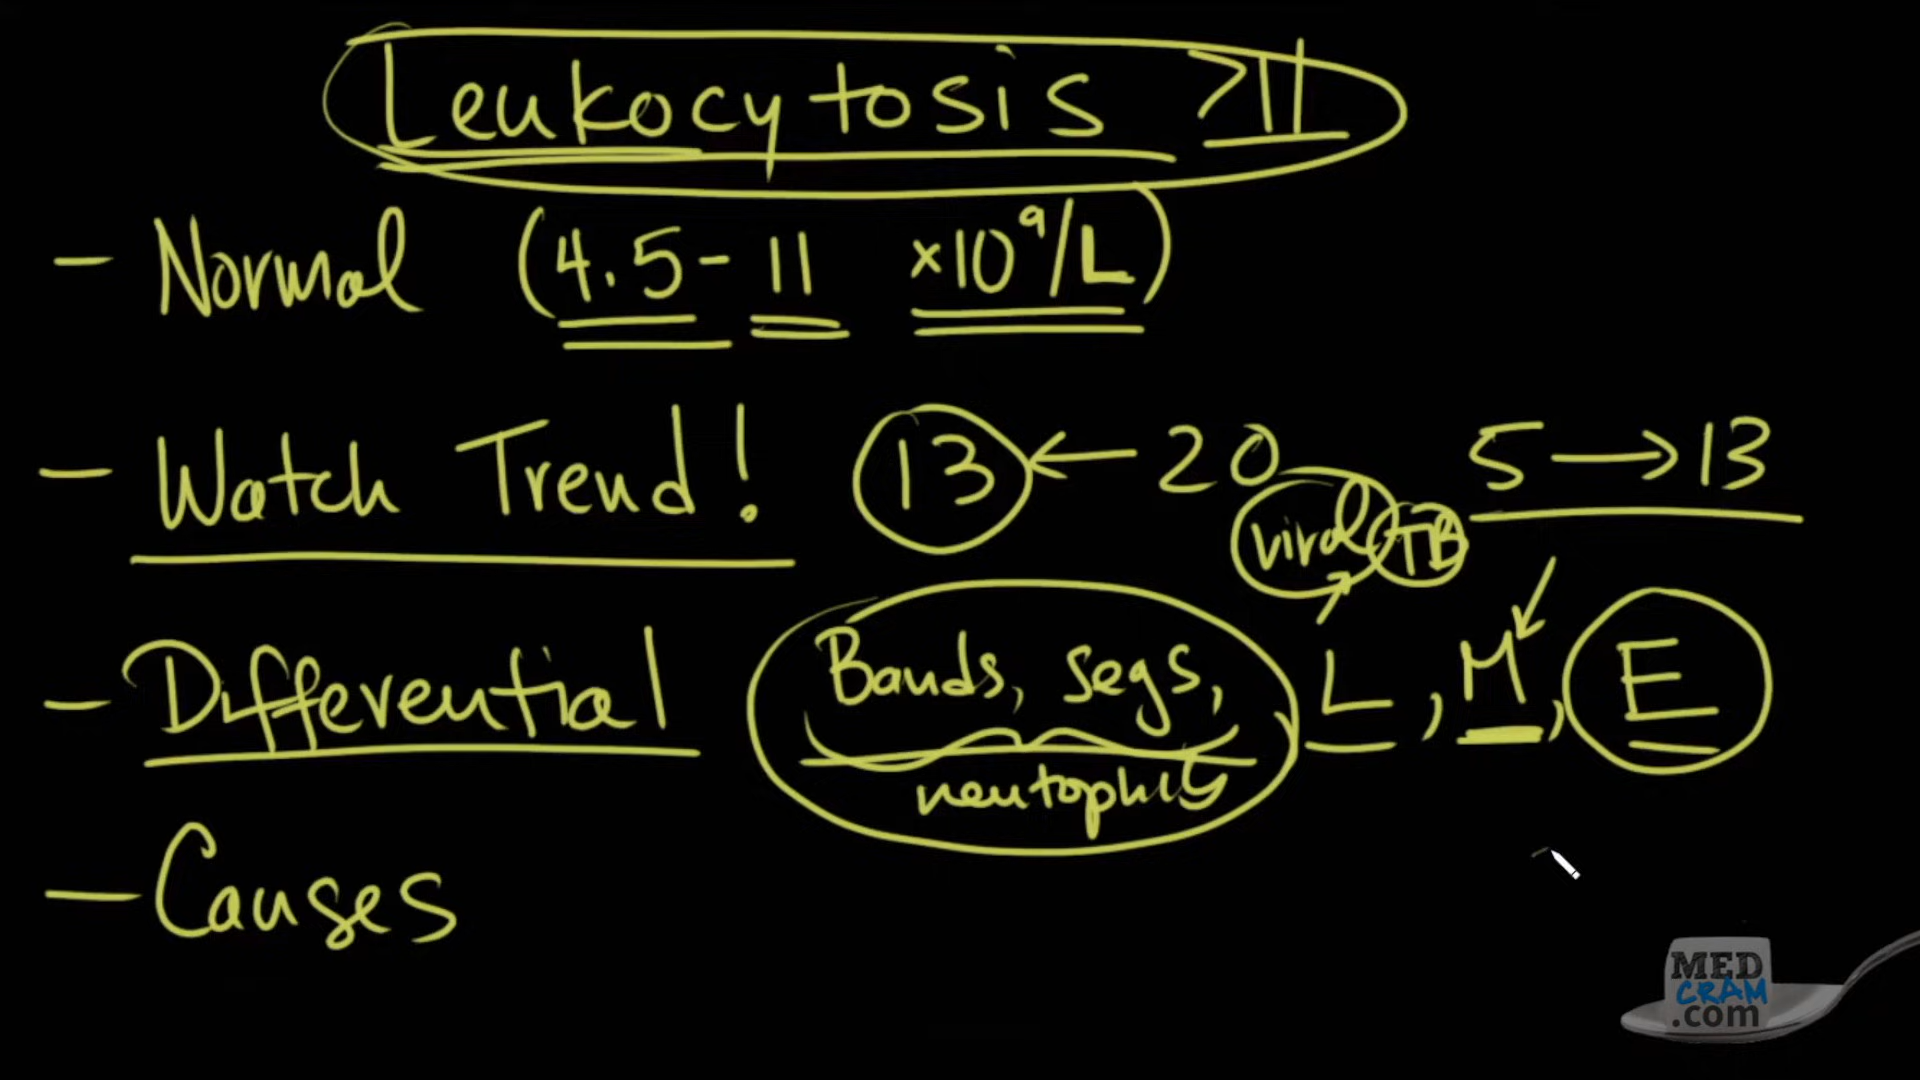 Leukocytosis >11
- Normal (4.5 - 11 ×10⁹/L)
- Watch Trend! 13 ← 20 5 → 13
viral TB
- Differential Bands, segs, L, M, E
neutophils
- Causes
MED
CRAM
.com